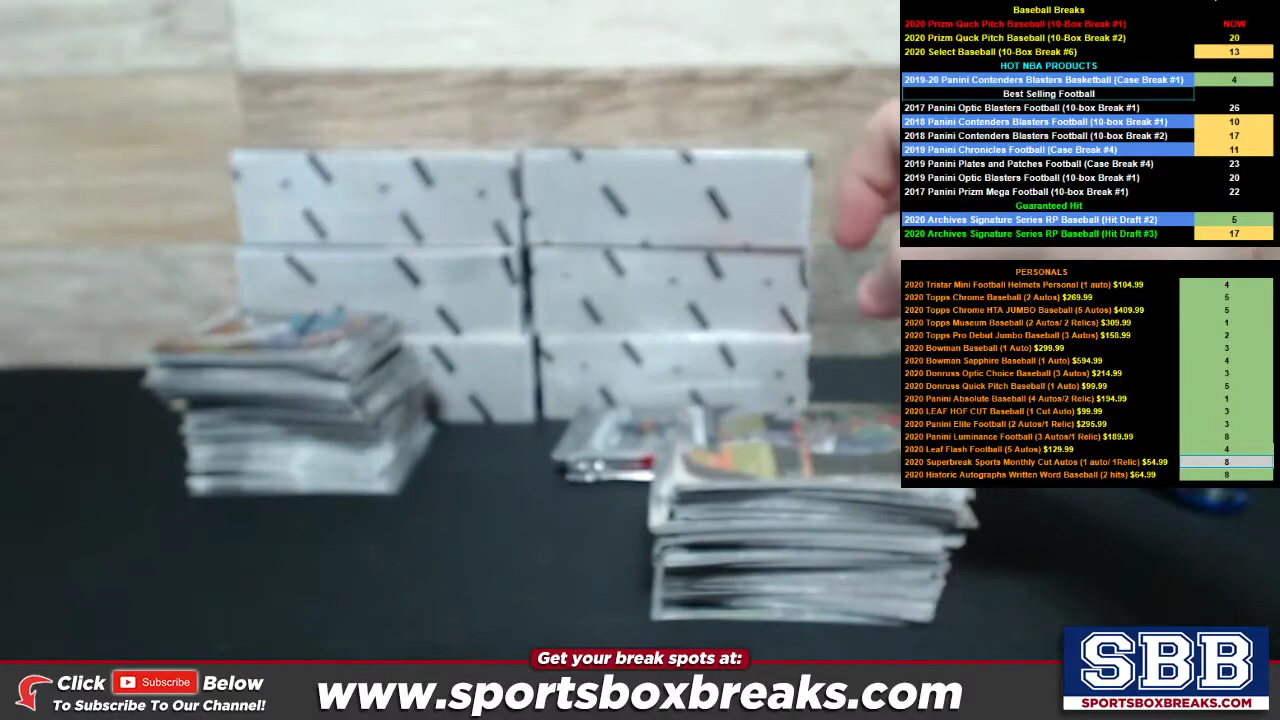 Baseball Breaks
2020 Prizm Quck Pitch Baseball (10-Box Break #1) NOW
2020 Prizm Quck Pitch Baseball (10-Box Break #2) 20
2020 Select Baseball (10-Box Break #6) 13
HOT NBA PRODUCTS
2019-20 Panini Contenders Blasters Basketball (Case Break #1) 4
Best Selling Football
2017 Panini Optic Blasters Football (10-box Break #1) 26
2018 Panini Contenders Blasters Football (10-box Break #1) 10
2018 Panini Contenders Blasters Football (10-box Break #2) 17
2019 Panini Chronicles Football (Case Break #4) 11
2019 Panini Plates and Patches Football (Case Break #4) 23
2019 Panini Optic Blasters Football (10-box Break #1) 20
2017 Panini Prizm Mega Football (10-box Break #1) 22
Guaranteed Hit
2020 Archives Signature Series RP Baseball (Hit Draft #2) 5
2020 Archives Signature Series RP Baseball (Hit Draft #3) 17
PERSONALS
2020 Tristar Mini Football Helmets Personal (1 auto) $104.99 4
2020 Topps Chrome Baseball (2 Autos) $269.99 5
2020 Topps Chrome HTA JUMBO Baseball (5 Autos) $409.99 5
2020 Topps Museum Baseball (2 Autos/ 2 Relics) $309.99 1
2020 Topps Pro Debut Jumbo Baseball (3 Autos) $158.99 2
2020 Bowman Baseball (1 Auto) $299.99 3
2020 Bowman Sapphire Baseball (1 Auto) $594.99 4
2020 Donruss Optic Choice Baseball (3 Autos) $214.99 3
2020 Donruss Quick Pitch Baseball (1 Auto) $99.99 5
2020 Panini Absolute Baseball (4 Autos/2 Relic) $194.99 1
2020 LEAF HOF CUT Baseball (1 Cut Auto) $99.99 3
2020 Panini Elite Football (2 Autos/1 Relic) $295.99 3
2020 Panini Luminance Football (3 Autos/1 Relic) $189.99 8
2020 Leaf Flash Football (5 Autos) $129.99 4
2020 Superbreak Sports Monthly Cut Autos (1 auto/ 1Relic) $54.99 8
2020 Historic Autographs Written Word Baseball (2 hits) $64.99 8
Get your break spots at:
Click Subscribe Below
To Subscribe To Our Channel!
www.sportsboxbreaks.com
SBB
SPORTSBOXBREAKS.COM